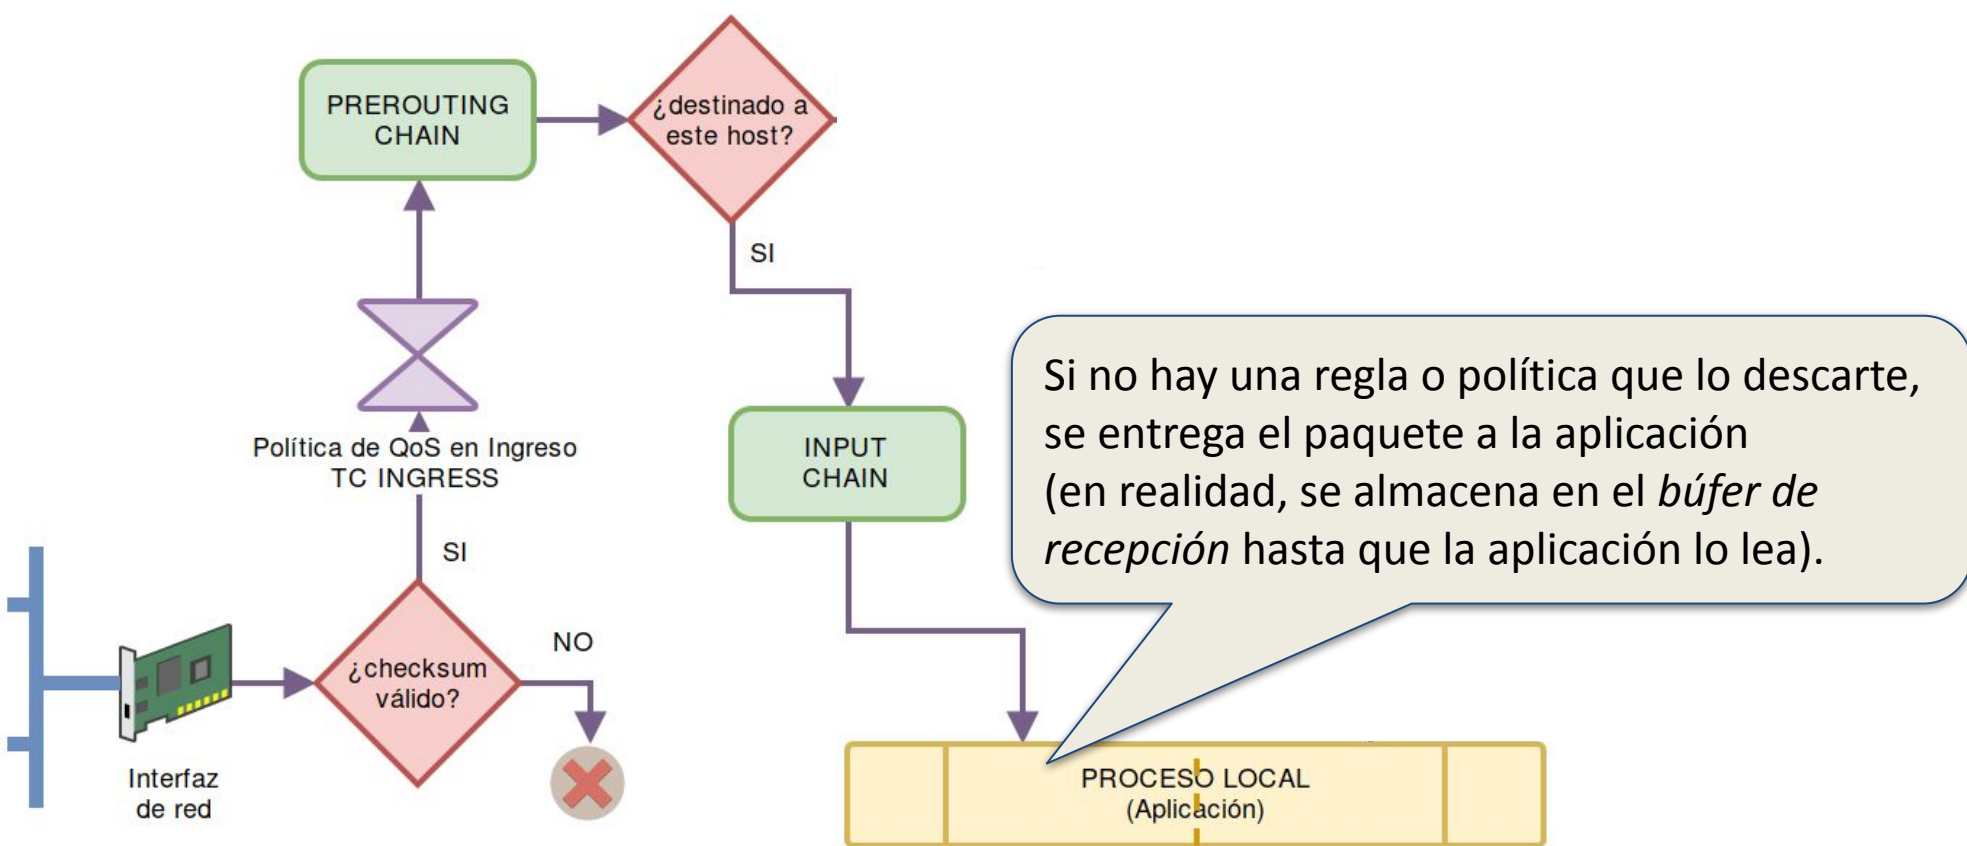 PREROUTING
CHAIN
¿destinado a
este host?
SI
Si no hay una regla o política que lo descarte,
se entrega el paquete a la aplicación
(en realidad, se almacena en el búfer de
recepción hasta que la aplicación lo lea).
Política de QoS en Ingreso
TC INGRESS
INPUT
CHAIN
SI
NO
¿checksum
válido?
Interfaz
de red
PROCESO LOCAL
(Aplicación)